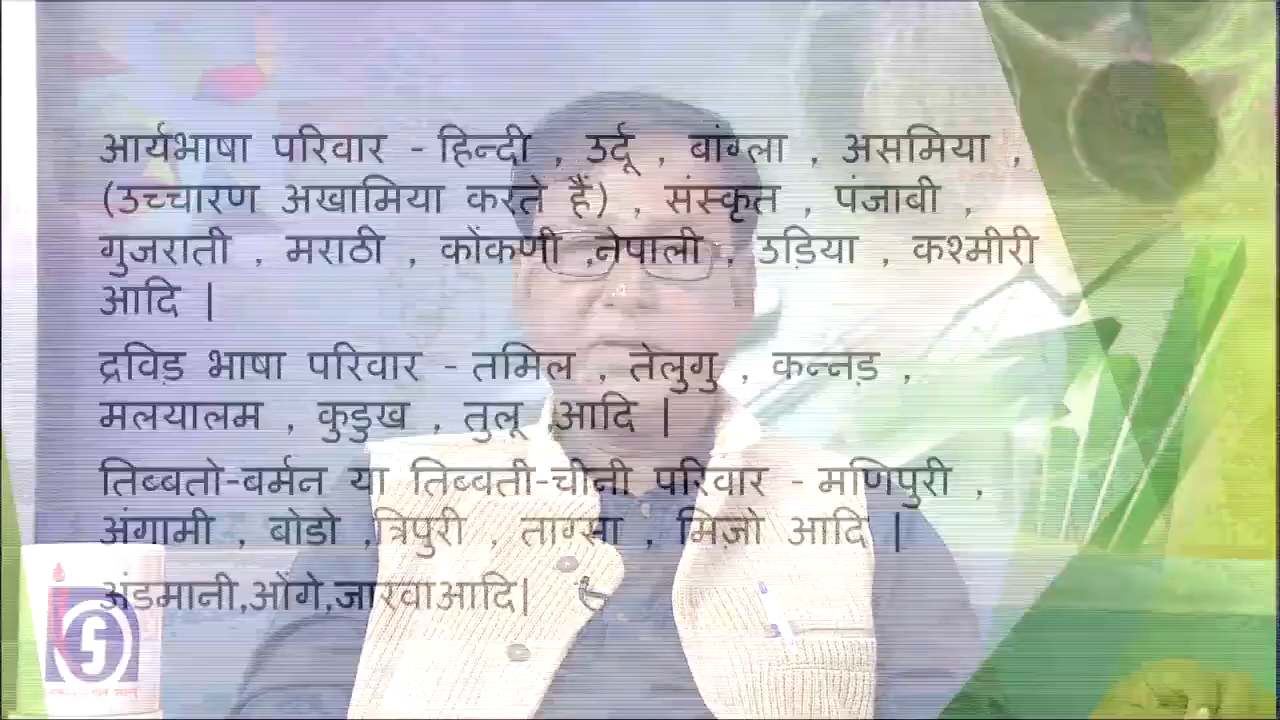 आर्यभाषा परिवार - हिन्दी , उर्दू , बांग्ला , असमिया ,
(उच्चारण अखामिया करते हैं) , संस्कृत , पंजाबी ,
गुजराती , मराठी , कोंकणी ,नेपाली , उड़िया , कश्मीरी
आदि |
द्रविड़ भाषा परिवार - तमिल , तेलुगु , कन्नड़ ,
मलयालम , कुडुख , तुलू ,आदि |
तिब्बतो-बर्मन या तिब्बती-चीनी परिवार - मणिपुरी ,
अंगामी , बोडो ,त्रिपुरी , ताग्सा , मिज़ो आदि |
अंडमानी,ओंगे,जारवाआदि|